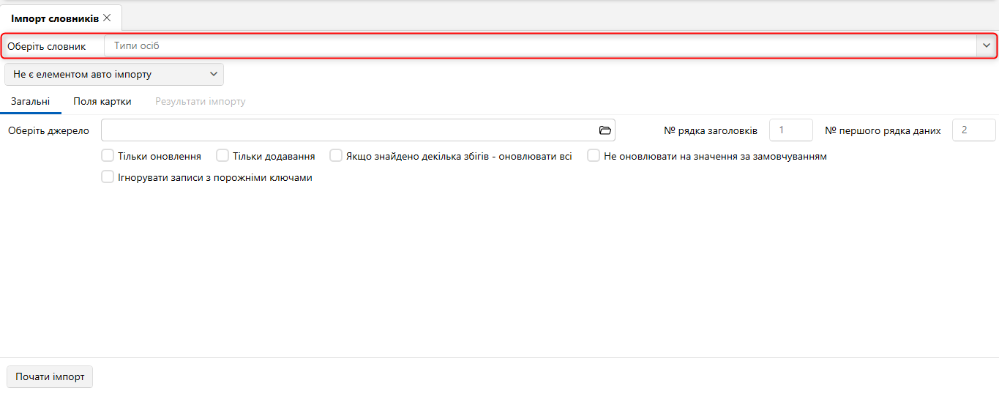 Імпорт словників
Оберіть словник Типи осіб
Не є елементом авто імпорту
Загальні Поля картки Результати імпорту
Оберіть джерело № рядка заголовків 1 № першого рядка даних 2
Тільки оновлення Тільки додавання Якщо знайдено декілька збігів - оновлювати всі Не оновлювати на значення за замовчуванням
Ігнорувати записи з порожніми ключами
Почати імпорт